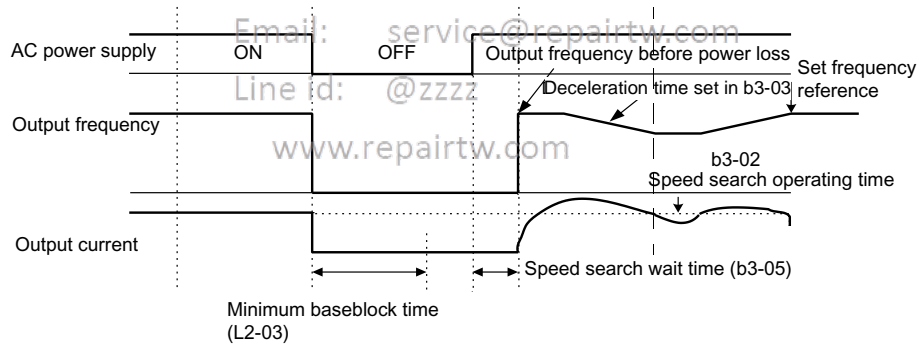 Email: service@repairtw.com
AC power supply
ON
OFF
Output frequency before power loss
Set frequency
reference
Line id: @zzzz
Deceleration time set in b3-03
Output frequency
www.repairtw.com
b3-02
Speed search operating time
Output current
Speed search wait time (b3-05)
Minimum baseblock time
(L2-03)